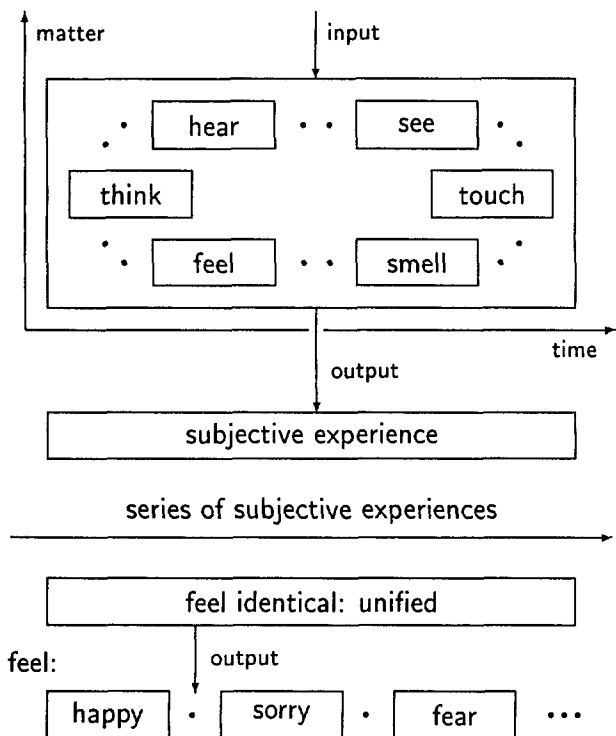 matter input
hear · · see
think touch
feel · · smell
time
output
subjective experience
series of subjective experiences
feel identical: unified
feel: output
happy · sorry · fear ···